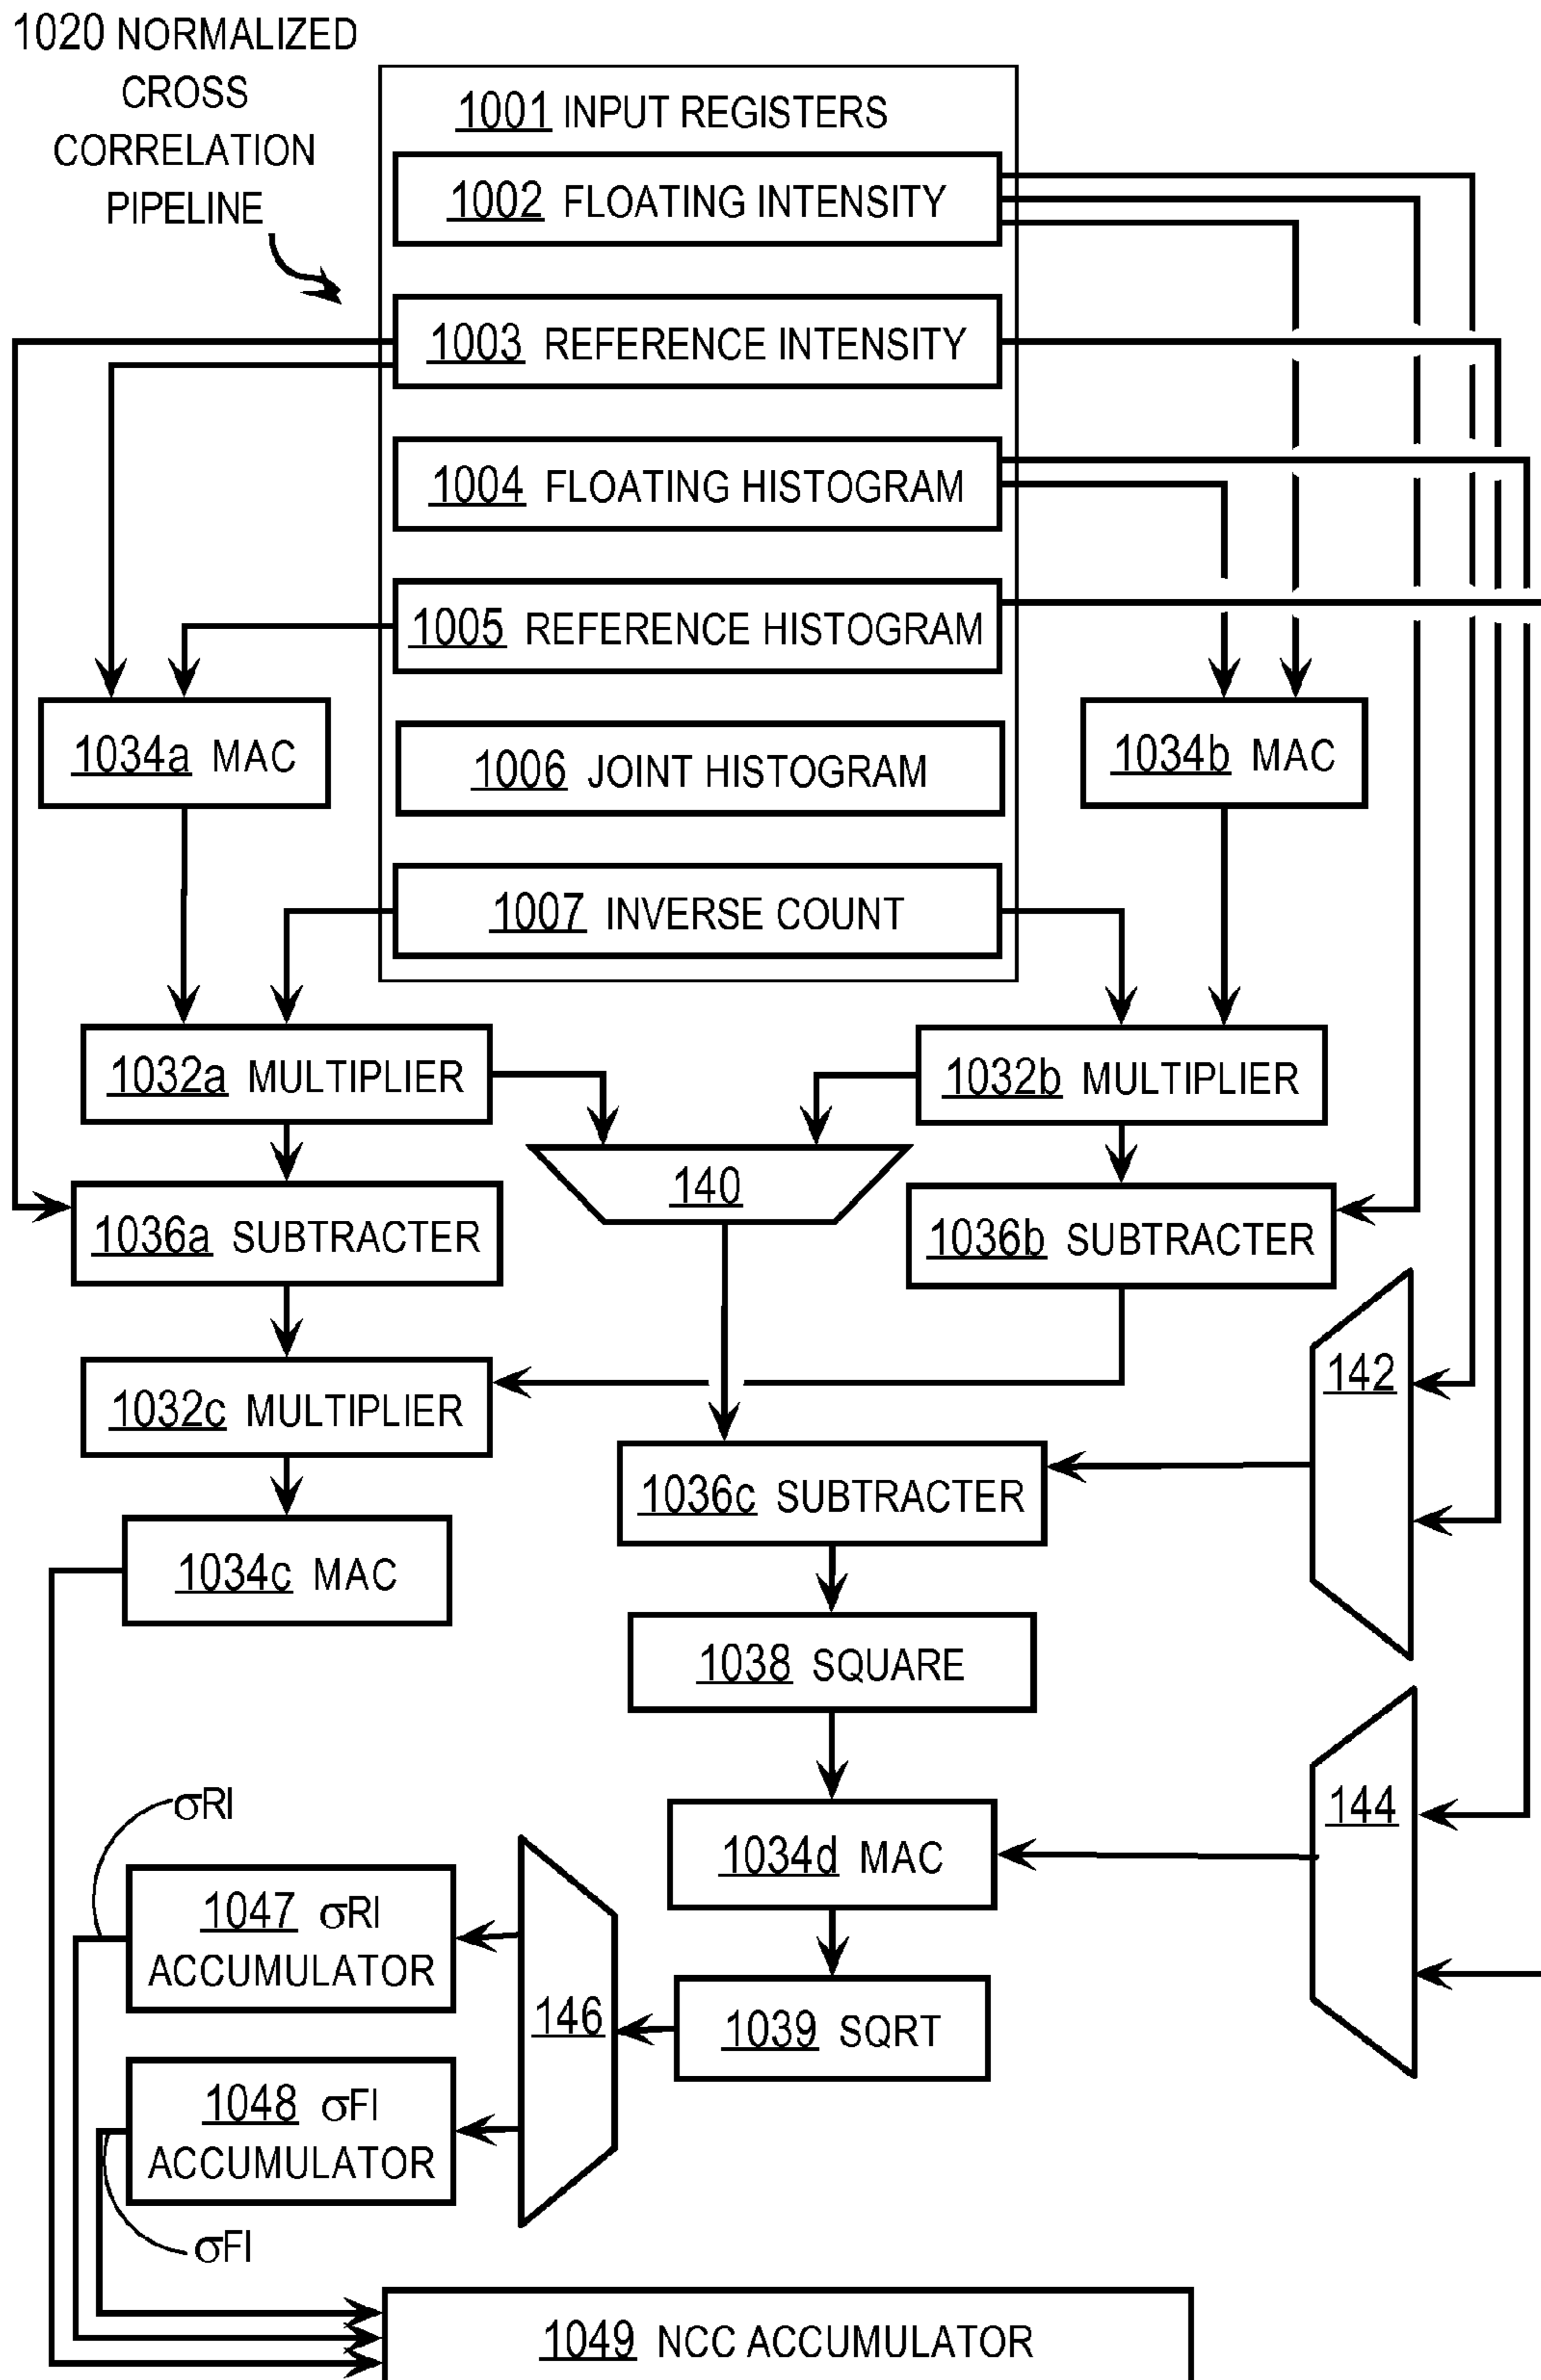 1020 NORMALIZED
CROSS
CORRELATION
PIPELINE
1001 INPUT REGISTERS
1002 FLOATING INTENSITY
1003 REFERENCE INTENSITY
1004 FLOATING HISTOGRAM
1005 REFERENCE HISTOGRAM
1034a MAC
1006 JOINT HISTOGRAM
1034b MAC
1007 INVERSE COUNT
1032a MULTIPLIER
1032b MULTIPLIER
140
1036a SUBTRACTER
1036b SUBTRACTER
142
1032c MULTIPLIER
1036c SUBTRACTER
1034c MAC
1038 SQUARE
σRI
144
1034d MAC
1047 σRI
ACCUMULATOR
146
1039 SQRT
1048 σFI
ACCUMULATOR
σFI
1049 NCC ACCUMULATOR